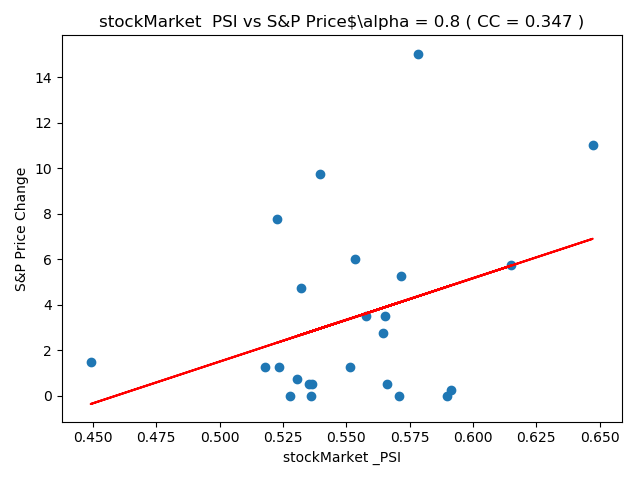 stockMarket  PSI vs S&P Price$\alpha = 0.8 ( CC = 0.347 )
14
12
10
8
6
4
2
0
S&P Price Change
0.450 0.475 0.500 0.525 0.550 0.575 0.600 0.625 0.650
stockMarket _PSI